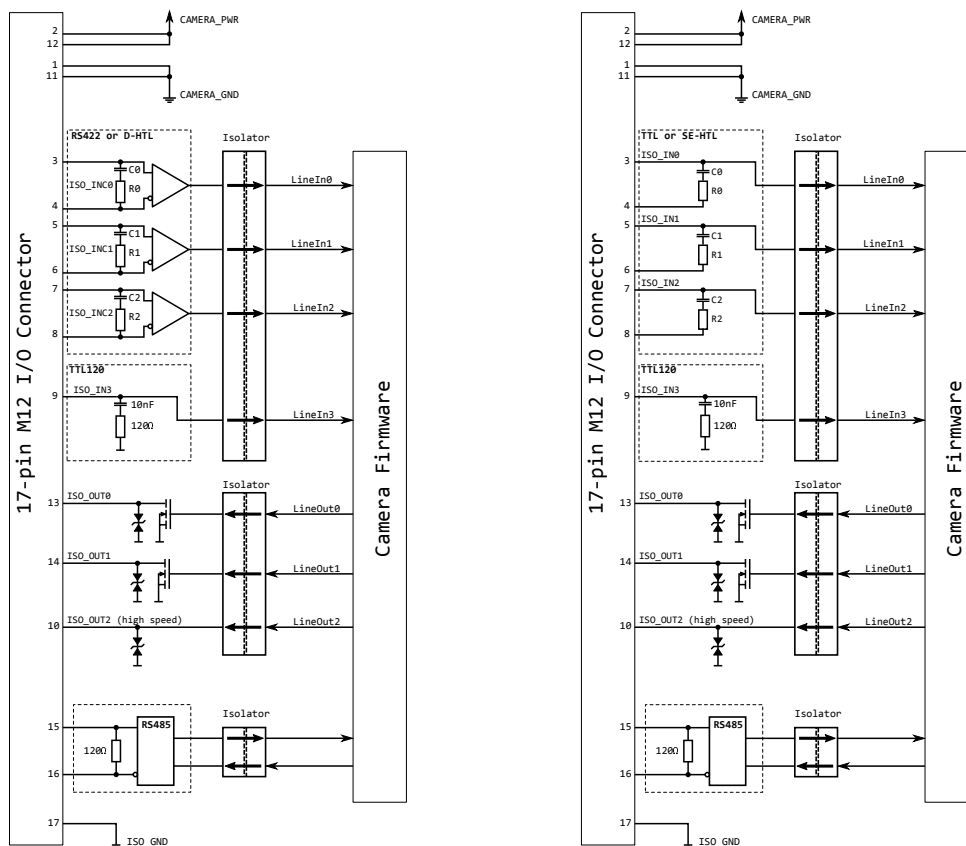 17-pin M12 I/O Connector
2
12
CAMERA_PWR
1
11
CAMERA_GND
RS422 or D-HTL
Isolator
3
C0
ISO_INC0
R0
LineIn0
4
5
C1
ISO_INC1
R1
LineIn1
6
7
C2
ISO_INC2
R2
LineIn2
8
TTL120
ISO_IN3
9
10nF
120Ω
LineIn3
Camera Firmware
Isolator
ISO_OUT0
13
LineOut0
ISO_OUT1
14
LineOut1
ISO_OUT2 (high speed)
10
LineOut2
Isolator
15
RS485
120Ω
16
17
ISO GND
17-pin M12 I/O Connector
2
12
CAMERA_PWR
1
11
CAMERA_GND
TTL or SE-HTL
Isolator
ISO_IN0
3
C0
R0
LineIn0
4
ISO_IN1
5
C1
R1
LineIn1
6
ISO_IN2
7
C2
R2
LineIn2
8
TTL120
ISO_IN3
9
10nF
120Ω
LineIn3
Camera Firmware
Isolator
ISO_OUT0
13
LineOut0
ISO_OUT1
14
LineOut1
ISO_OUT2 (high speed)
10
LineOut2
Isolator
15
RS485
120Ω
16
17
ISO GND